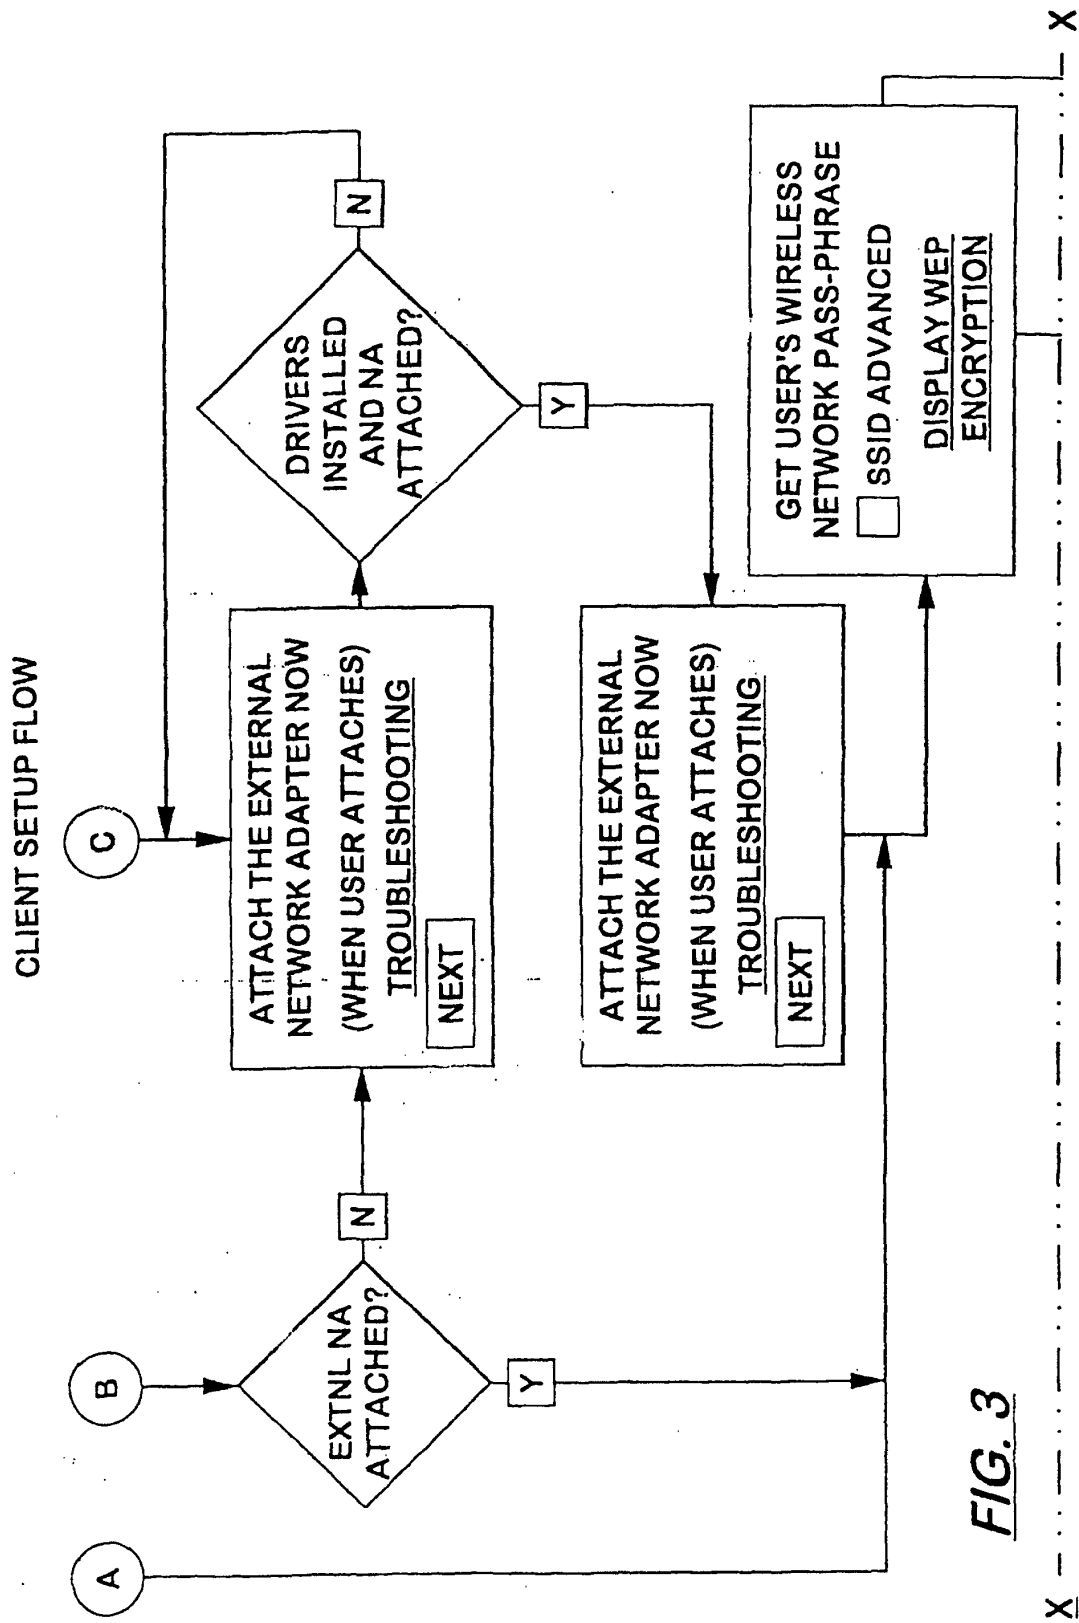 CLIENT SETUP FLOW
A
B
C
EXTNL NA
ATTACHED?
N
Y
ATTACH THE EXTERNAL
NETWORK ADAPTER NOW
(WHEN USER ATTACHES)
TROUBLESHOOTING
NEXT
DRIVERS
INSTALLED
AND NA
ATTACHED?
N
Y
ATTACH THE EXTERNAL
NETWORK ADAPTER NOW
(WHEN USER ATTACHES)
TROUBLESHOOTING
NEXT
GET USER'S WIRELESS
NETWORK PASS-PHRASE
SSID ADVANCED
DISPLAY WEP
ENCRYPTION
FIG. 3
X
X